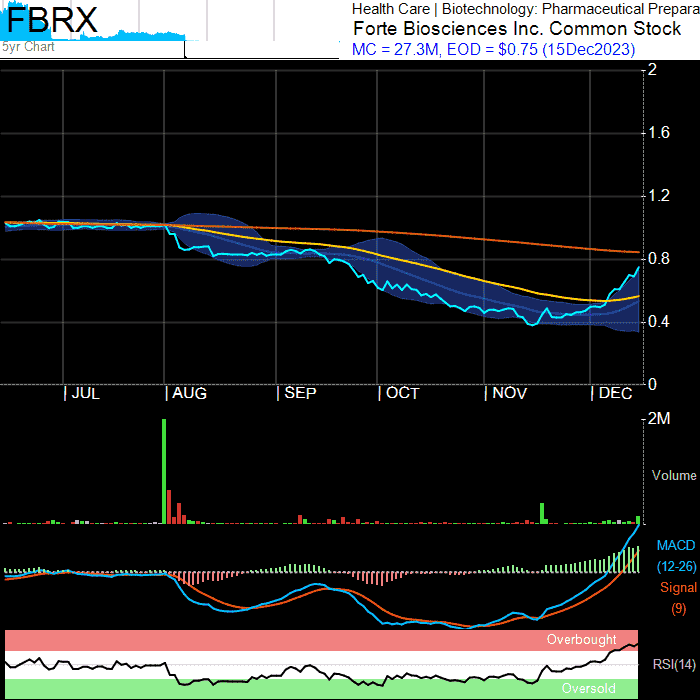 FBRX
Health Care | Biotechnology: Pharmaceutical Prepara
Forte Biosciences Inc. Common Stock
MC = 27.3M, EOD = $0.75 (15Dec2023)
5yr Chart
2
1.6
1.2
0.8
0.4
0
| JUL | AUG | SEP | OCT | NOV | DEC
2M
Volume
MACD
(12-26)
Signal
(9)
Overbought
RSI(14)
Oversold